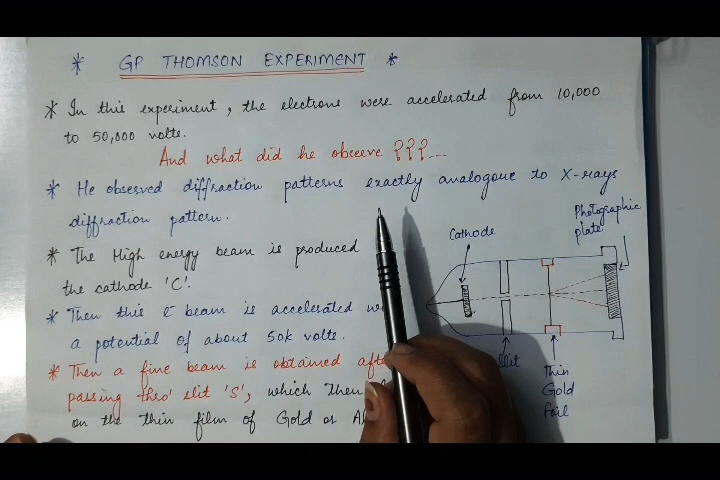 * GP THOMSON EXPERIMENT *
* In this experiment, the electrons were accelerated from 10,000
to 50,000 volts.
And what did he observe ???...
* He observed diffraction patterns exactly analogous to X-rays
diffraction pattern.
* The High energy beam is produced
the cathode 'C'.
* Then this e⁻ beam is accelerated
a potential of about 50k volts.
* Then a fine beam is obtained after
passing thro' slit 'S', which then
on the thin film of Gold or
Cathode
Photographic
plate
slit
Thin
Gold
foil